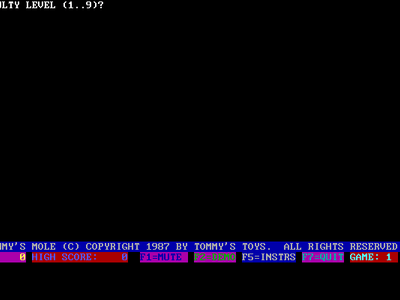 ULTY LEVEL (1..9)?
MMY'S MOLE (C) COPYRIGHT 1987 BY TOMMY'S TOYS. ALL RIGHTS RESERVED
0 HIGH SCORE: 0 F1=MUTE F2=DEMO F5=INSTRS F7=QUIT GAME: 1